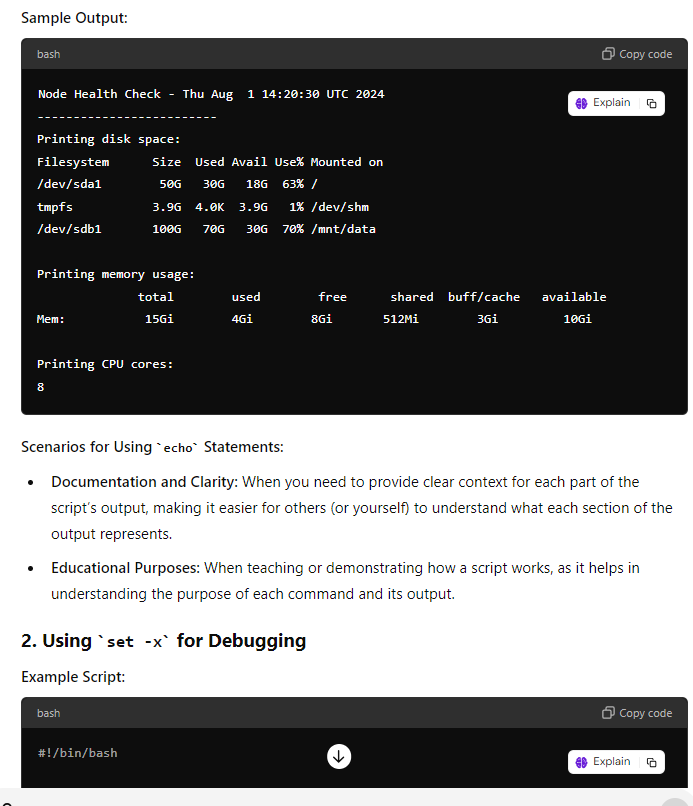 Sample Output:
bash Copy code
Node Health Check - Thu Aug  1 14:20:30 UTC 2024
Explain
-------------------------
Printing disk space:
Filesystem      Size  Used Avail Use% Mounted on
/dev/sda1        50G   30G   18G  63% /
tmpfs           3.9G  4.0K  3.9G   1% /dev/shm
/dev/sdb1       100G   70G   30G  70% /mnt/data
Printing memory usage:
              total        used        free      shared  buff/cache   available
Mem:           15Gi       4Gi        8Gi       512Mi        3Gi         10Gi
Printing CPU cores:
8
Scenarios for Using `echo` Statements:
• Documentation and Clarity: When you need to provide clear context for each part of the
script's output, making it easier for others (or yourself) to understand what each section of the
output represents.
• Educational Purposes: When teaching or demonstrating how a script works, as it helps in
understanding the purpose of each command and its output.
2. Using `set -x` for Debugging
Example Script:
bash Copy code
#!/bin/bash
Explain